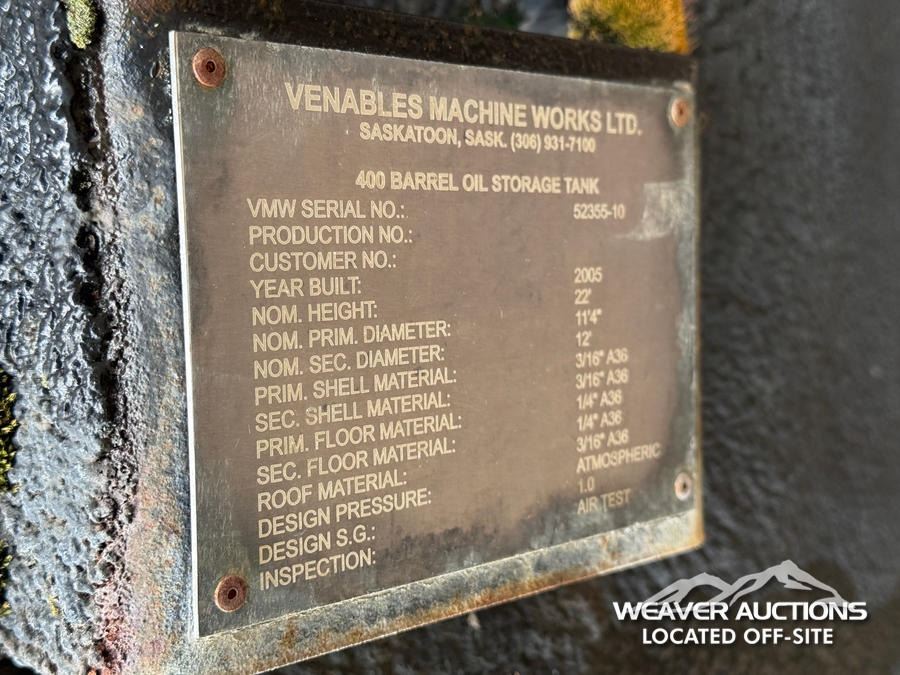 VENABLES MACHINE WORKS LTD.
SASKATOON, SASK. (306) 931-7100
400 BARREL OIL STORAGE TANK
VMW SERIAL NO.: 52355-10
PRODUCTION NO.:
CUSTOMER NO.:
YEAR BUILT: 2005
NOM. HEIGHT: 22'
NOM. PRIM. DIAMETER: 11'4"
NOM. SEC. DIAMETER: 12'
PRIM. SHELL MATERIAL: 3/16" A36
SEC. SHELL MATERIAL: 3/16" A36
PRIM. FLOOR MATERIAL: 1/4" A36
SEC. FLOOR MATERIAL: 1/4" A36
ROOF MATERIAL: 3/16" A36
DESIGN PRESSURE: ATMOSPHERIC
DESIGN S.G.: 1.0
INSPECTION: AIR TEST
WEAVER AUCTIONS
LOCATED OFF-SITE